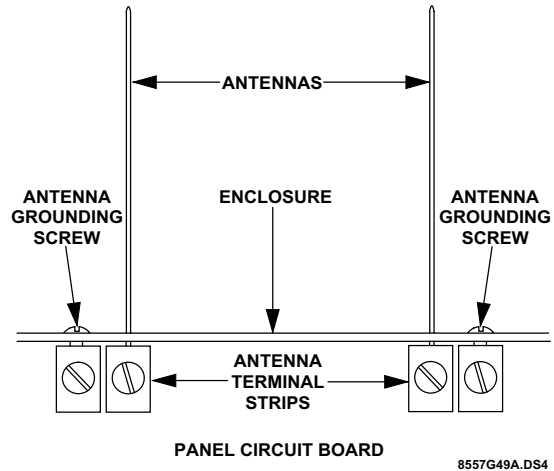 ANTENNAS
ANTENNA
GROUNDING
SCREW
ENCLOSURE
ANTENNA
GROUNDING
SCREW
ANTENNA
TERMINAL
STRIPS
PANEL CIRCUIT BOARD
8557G49A.DS4